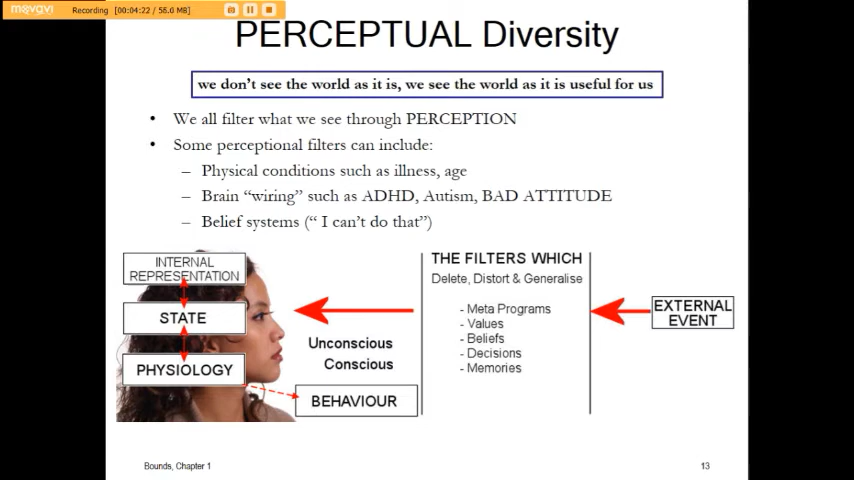 movavi Recording [00:04:22 / 56.0 MB]
PERCEPTUAL Diversity
we don't see the world as it is, we see the world as it is useful for us
• We all filter what we see through PERCEPTION
• Some perceptional filters can include:
– Physical conditions such as illness, age
– Brain “wiring” such as ADHD, Autism, BAD ATTITUDE
– Belief systems (“ I can't do that”)
INTERNAL
REPRESENTATION
STATE
PHYSIOLOGY
Unconscious
Conscious
BEHAVIOUR
THE FILTERS WHICH
Delete, Distort & Generalise
- Meta Programs
- Values
- Beliefs
- Decisions
- Memories
EXTERNAL
EVENT
Bounds, Chapter 1
13